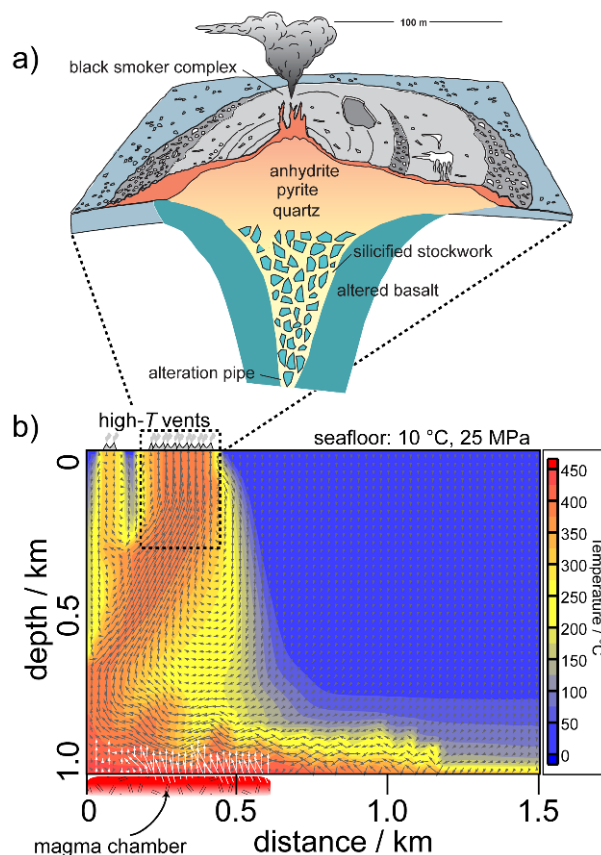 100 m
a)
black smoker complex
anhydrite
pyrite
quartz
silicified stockwork
altered basalt
alteration pipe
high-T vents
b)
seafloor: 10 °C, 25 MPa
0
0.5
1.0
depth / km
450
400
350
300
250
200
150
100
50
0
Temperature / °C
0
0.5
1.0
1.5
magma chamber
distance / km